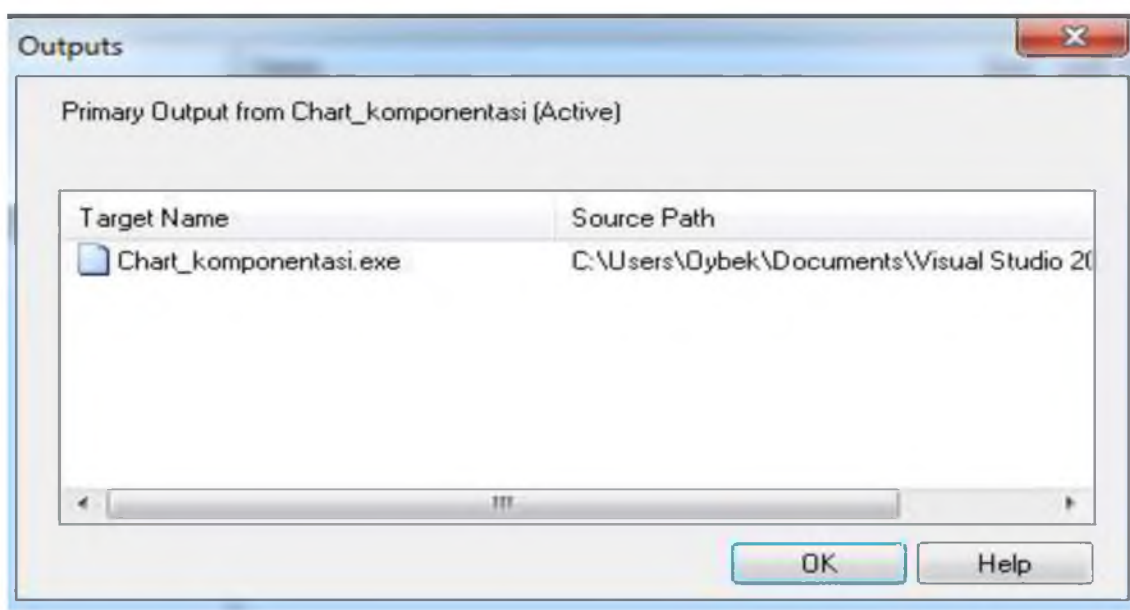 Outputs
Primary Output from Chart_komponentasi (Active)
Target Name Source Path
Chart_komponentasi.exe C:\Users\Oybek\Documents\Visual Studio 20
OK Help